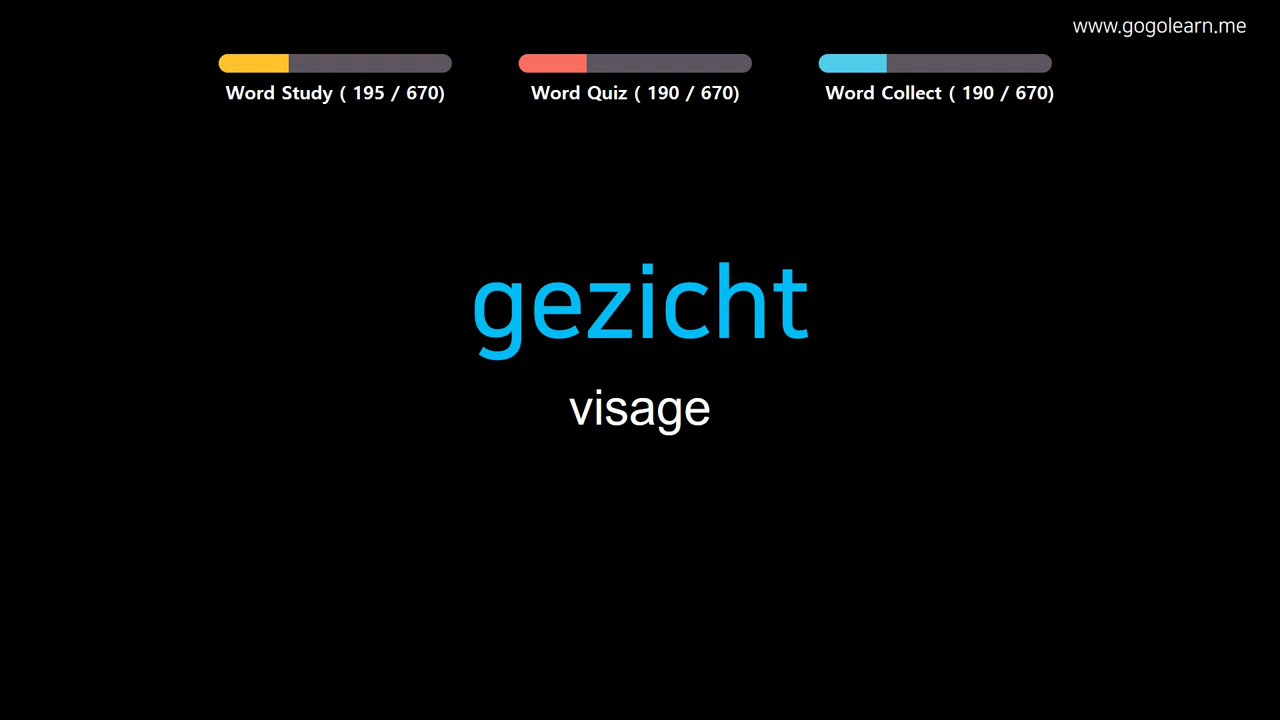 www.gogolearn.me
Word Study ( 195 / 670)
Word Quiz ( 190 / 670)
Word Collect ( 190 / 670)
gezicht
visage